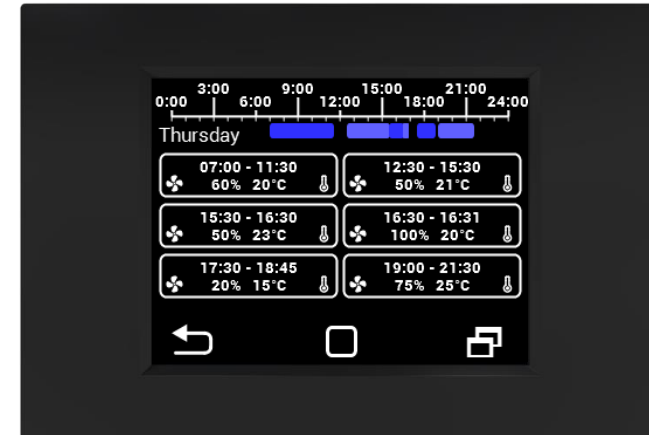 3:00 9:00 15:00 21:00
0:00 6:00 12:00 18:00 24:00
Thursday
07:00 - 11:30
60% 20°C
12:30 - 15:30
50% 21°C
15:30 - 16:30
50% 23°C
16:30 - 16:31
100% 20°C
17:30 - 18:45
20% 15°C
19:00 - 21:30
75% 25°C